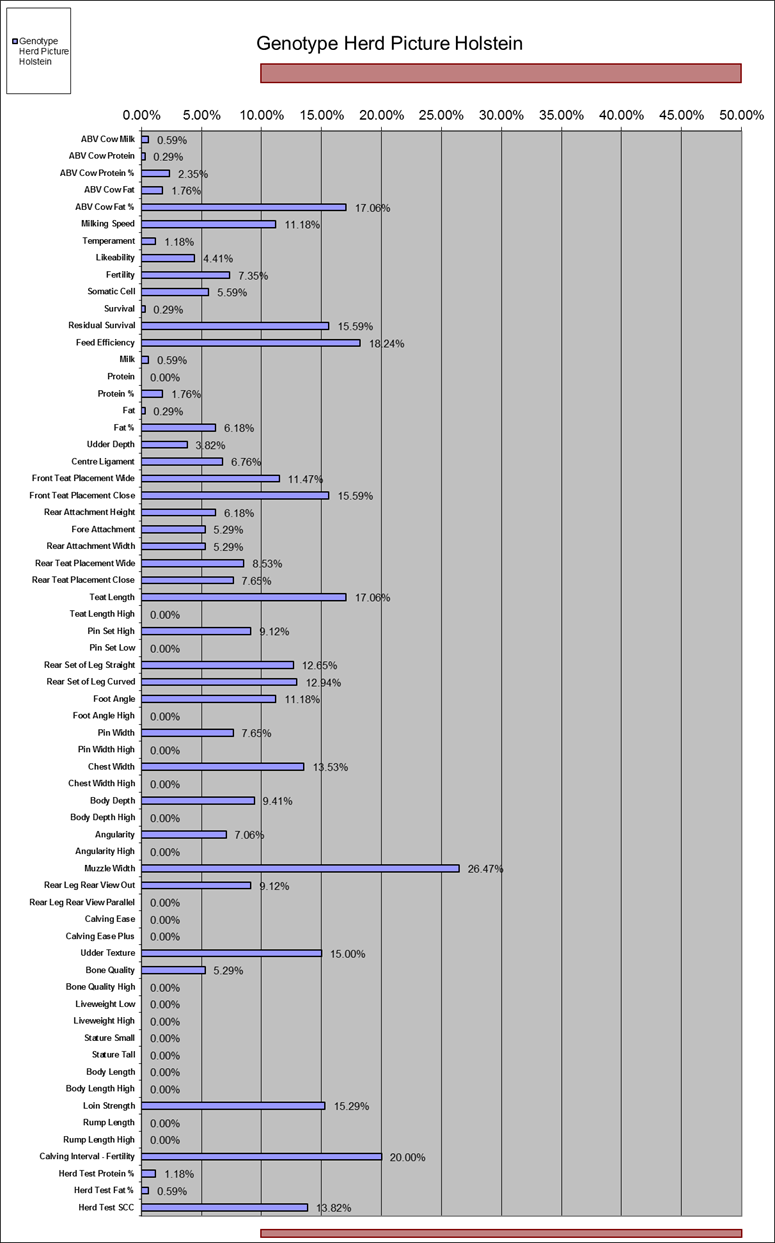 Genotype
Herd Picture
Holstein
Genotype Herd Picture Holstein
0.00% 5.00% 10.00% 15.00% 20.00% 25.00% 30.00% 35.00% 40.00% 45.00% 50.00%
ABV Cow Milk 0.59%
ABV Cow Protein 0.29%
ABV Cow Protein % 2.35%
ABV Cow Fat 1.76%
ABV Cow Fat % 17.06%
Milking Speed 11.18%
Temperament 1.18%
Likeability 4.41%
Fertility 7.35%
Somatic Cell 5.59%
Survival 0.29%
Residual Survival 15.59%
Feed Efficiency 18.24%
Milk 0.59%
Protein 0.00%
Protein % 1.76%
Fat 0.29%
Fat % 6.18%
Udder Depth 3.82%
Centre Ligament 6.76%
Front Teat Placement Wide 11.47%
Front Teat Placement Close 15.59%
Rear Attachment Height 6.18%
Fore Attachment 5.29%
Rear Attachment Width 5.29%
Rear Teat Placement Wide 8.53%
Rear Teat Placement Close 7.65%
Teat Length 17.06%
Teat Length High 0.00%
Pin Set High 9.12%
Pin Set Low 0.00%
Rear Set of Leg Straight 12.65%
Rear Set of Leg Curved 12.94%
Foot Angle 11.18%
Foot Angle High 0.00%
Pin Width 7.65%
Pin Width High 0.00%
Chest Width 13.53%
Chest Width High 0.00%
Body Depth 9.41%
Body Depth High 0.00%
Angularity 7.06%
Angularity High 0.00%
Muzzle Width 26.47%
Rear Leg Rear View Out 9.12%
Rear Leg Rear View Parallel 0.00%
Calving Ease 0.00%
Calving Ease Plus 0.00%
Udder Texture 15.00%
Bone Quality 5.29%
Bone Quality High 0.00%
Liveweight Low 0.00%
Liveweight High 0.00%
Stature Small 0.00%
Stature Tall 0.00%
Body Length 0.00%
Body Length High 0.00%
Loin Strength 15.29%
Rump Length 0.00%
Rump Length High 0.00%
Calving Interval - Fertility 20.00%
Herd Test Protein % 1.18%
Herd Test Fat % 0.59%
Herd Test SCC 13.82%